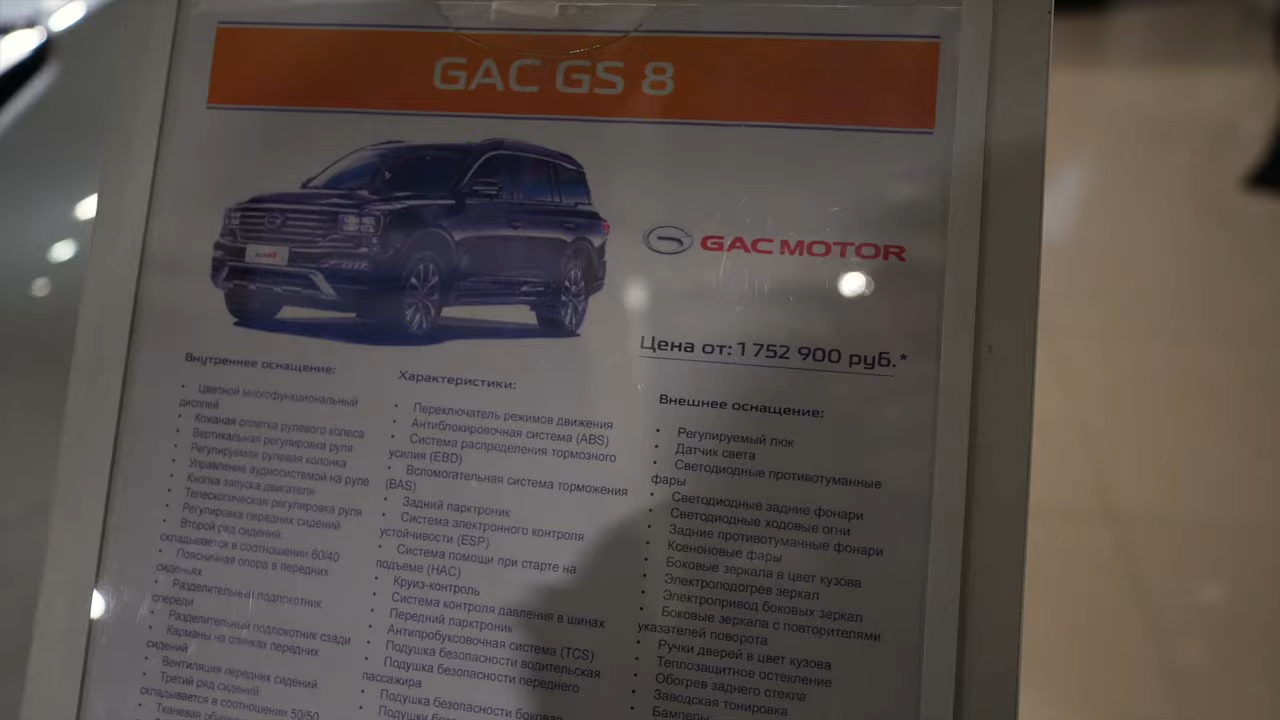 GAC GS 8
GAC MOTOR
Цена от: 1 752 900 руб.*
Внутреннее оснащение:
• Цветной многофункциональный
дисплей
• Кожаная оплетка рулевого колеса
• Вертикальная регулировка руля
• Регулируемая рулевая колонка
• Управление аудиосистемой на руле
• Кнопка запуска двигателя
• Телескопическая регулировка руля
• Регулировка передних сидений
• Второй ряд сидений:
складывается в соотношении 60/40
• Поясничная опора в передних
сиденьях
• Разделительный подлокотник
спереди
• Разделительный подлокотник сзади
• Карманы на спинках передних
сидений
• Вентиляция передних сидений
• Третий ряд сидений:
складывается в соотношении 50/50
• Тканевая
Характеристики:
• Переключатель режимов движения
• Антиблокировочная система (ABS)
• Система распределения тормозного
усилия (EBD)
• Вспомогательная система торможения
(BAS)
• Задний парктроник
• Система электронного контроля
устойчивости (ESP)
• Система помощи при старте на
подъеме (HAC)
• Круиз-контроль
• Система контроля давления в шинах
• Передний парктроник
• Антипробуксовочная система (TCS)
• Подушка безопасности водительская
• Подушка безопасности переднего
пассажира
• Подушка безопасности боковая
• Подушки
Внешнее оснащение:
• Регулируемый люк
• Датчик света
• Светодиодные противотуманные
фары
• Светодиодные задние фонари
• Светодиодные ходовые огни
• Задние противотуманные фонари
• Ксеноновые фары
• Боковые зеркала в цвет кузова
• Электроподогрев зеркал
• Электропривод боковых зеркал
• Боковые зеркала с повторителями
указателей поворота
• Ручки дверей в цвет кузова
• Теплозащитное остекление
• Обогрев заднего стекла
• Заводская тонировка
• Бамперы